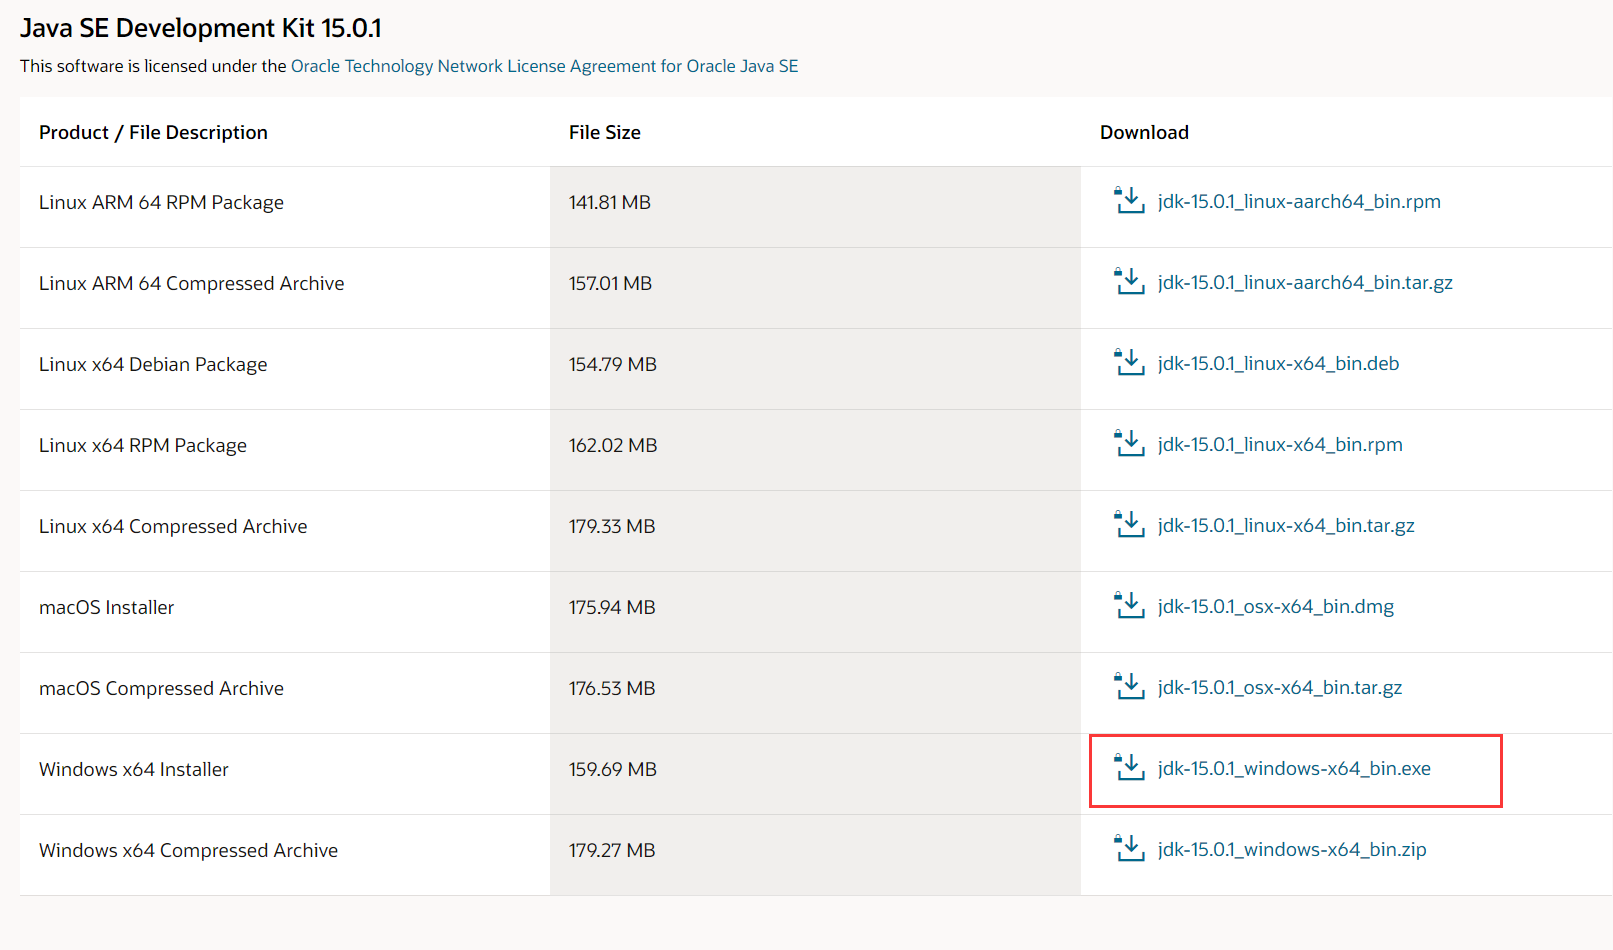 Java SE Development Kit 15.0.1
This software is licensed under the Oracle Technology Network License Agreement for Oracle Java SE
Product / File Description File Size Download
Linux ARM 64 RPM Package 141.81 MB jdk-15.0.1_linux-aarch64_bin.rpm
Linux ARM 64 Compressed Archive 157.01 MB jdk-15.0.1_linux-aarch64_bin.tar.gz
Linux x64 Debian Package 154.79 MB jdk-15.0.1_linux-x64_bin.deb
Linux x64 RPM Package 162.02 MB jdk-15.0.1_linux-x64_bin.rpm
Linux x64 Compressed Archive 179.33 MB jdk-15.0.1_linux-x64_bin.tar.gz
macOS Installer 175.94 MB jdk-15.0.1_osx-x64_bin.dmg
macOS Compressed Archive 176.53 MB jdk-15.0.1_osx-x64_bin.tar.gz
Windows x64 Installer 159.69 MB jdk-15.0.1_windows-x64_bin.exe
Windows x64 Compressed Archive 179.27 MB jdk-15.0.1_windows-x64_bin.zip